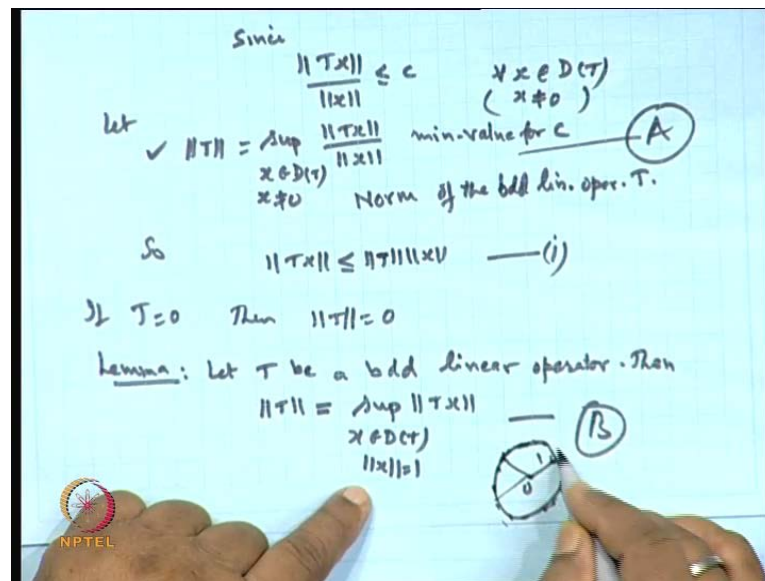 Since
||Tx|| / ||x|| ≤ c ∀ x ∈ D(T)
( x ≠ 0 )
Let
✓ ||T|| = Sup ||Tx|| / ||x|| min-value for C —— (A)
x ∈ D(T)
x ≠ 0 Norm of the bdd lin. oper. T.
So ||Tx|| ≤ ||T|| ||x|| —— (i)
If T=0 Then ||T|| = 0
Lemma: Let T be a bdd linear operator. Then
||T|| = Sup ||Tx|| —— (B)
x ∈ D(T)
||x||=1
1
0
NPTEL